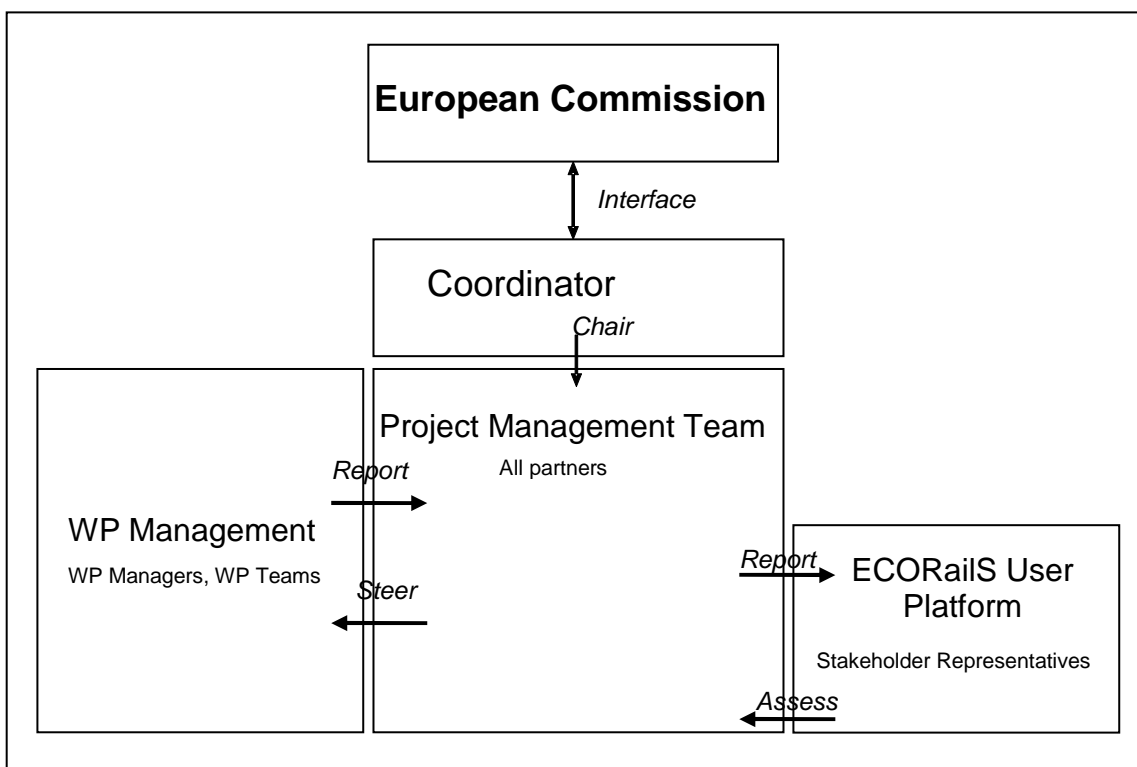 European Commission
Interface
Coordinator
Chair
Project Management Team
All partners
Report
WP Management
WP Managers, WP Teams
Steer
Report
ECORailS User
Platform
Stakeholder Representatives
Assess